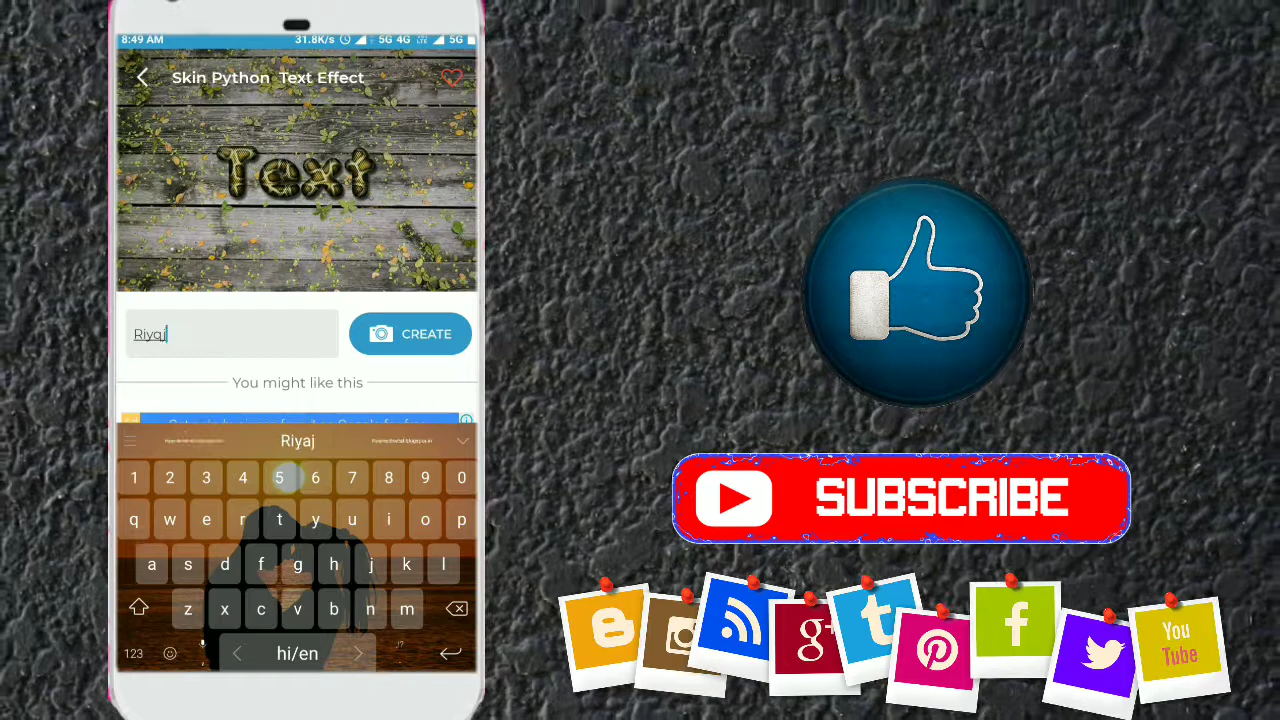 8:49 AM 31.8K/s 5G 4G LTE 5G
Skin Python Text Effect
Text
Riyaj
CREATE
You might like this
Riyaj
1 2 3 4 5 6 7 8 9 0
q w e r t y u i o p
a s d f g h j k l
z x c v b n m
123 hi/en
SUBSCRIBE
g+
t
f
You
Tube